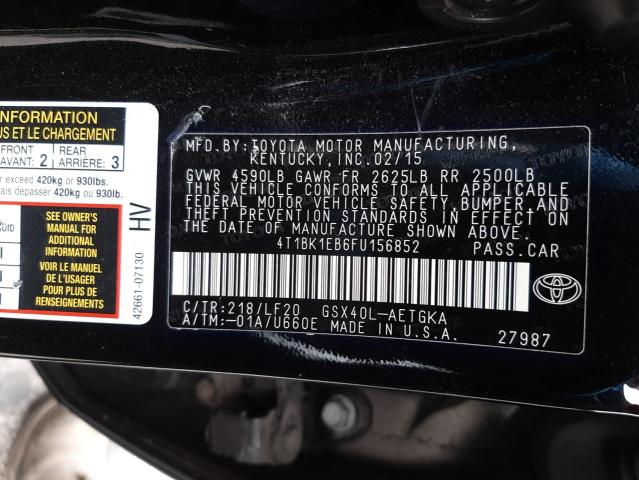 INFORMATION
US ET LE CHARGEMENT
FRONT
AVANT: 2
REAR
ARRIÈRE: 3
exceed 420kg or 930lbs.
dépasser 420kg ou 930lb.
SEE OWNER'S
MANUAL FOR
ADDITIONAL
INFORMATION
VOIR LE MANUEL
DE L'USAGER
POUR PLUS DE
RENSEIGNEMENTS
HV
42661-07130
MFD.BY:TOYOTA MOTOR MANUFACTURING,
KENTUCKY, INC.02/15
GVWR 4590LB GAWR FR 2625LB RR 2500LB
THIS VEHICLE CONFORMS TO ALL APPLICABLE
FEDERAL MOTOR VEHICLE SAFETY, BUMPER, AND
THEFT PREVENTION STANDARDS IN EFFECT ON
THE DATE OF MANUFACTURE SHOWN ABOVE.
4T1BK1EB6FU156852 PASS.CAR
C/TR:218/LF20 GSX40L-AETGKA
A/TM:-01A/U660E MADE IN U.S.A.
27987